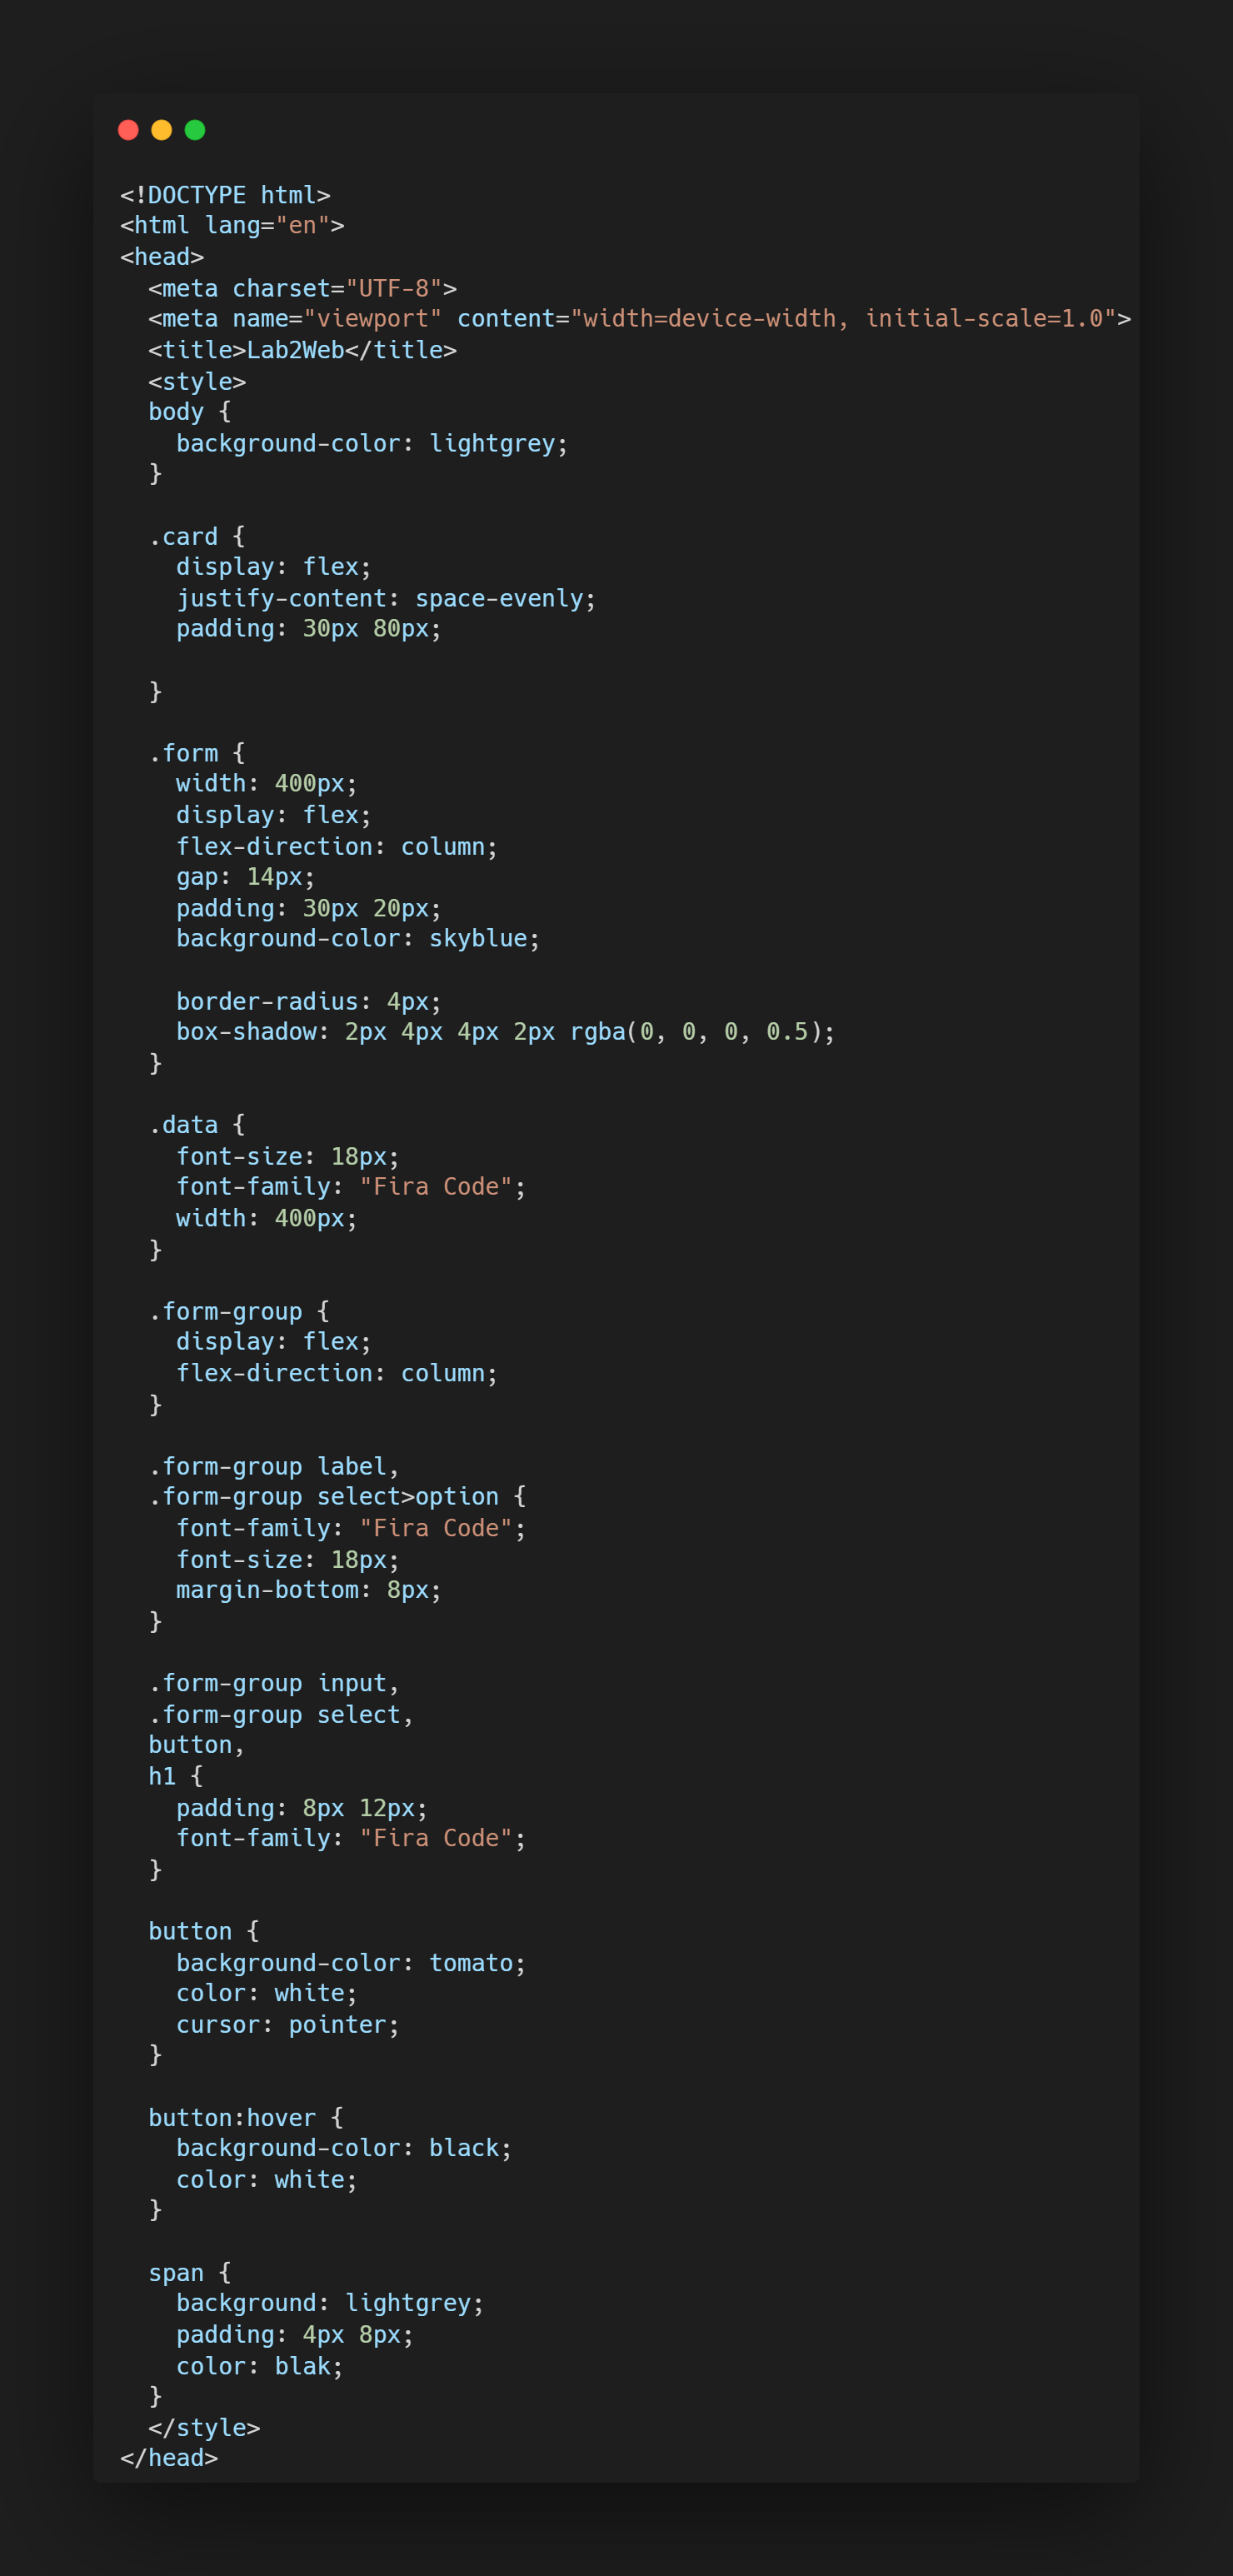 <!DOCTYPE html>
<html lang="en">
<head>
  <meta charset="UTF-8">
  <meta name="viewport" content="width=device-width, initial-scale=1.0">
  <title>Lab2Web</title>
  <style>
  body {
    background-color: lightgrey;
  }

  .card {
    display: flex;
    justify-content: space-evenly;
    padding: 30px 80px;

  }

  .form {
    width: 400px;
    display: flex;
    flex-direction: column;
    gap: 14px;
    padding: 30px 20px;
    background-color: skyblue;

    border-radius: 4px;
    box-shadow: 2px 4px 4px 2px rgba(0, 0, 0, 0.5);
  }

  .data {
    font-size: 18px;
    font-family: "Fira Code";
    width: 400px;
  }

  .form-group {
    display: flex;
    flex-direction: column;
  }

  .form-group label,
  .form-group select>option {
    font-family: "Fira Code";
    font-size: 18px;
    margin-bottom: 8px;
  }

  .form-group input,
  .form-group select,
  button,
  h1 {
    padding: 8px 12px;
    font-family: "Fira Code";
  }

  button {
    background-color: tomato;
    color: white;
    cursor: pointer;
  }

  button:hover {
    background-color: black;
    color: white;
  }

  span {
    background: lightgrey;
    padding: 4px 8px;
    color: blak;
  }
  </style>
</head>